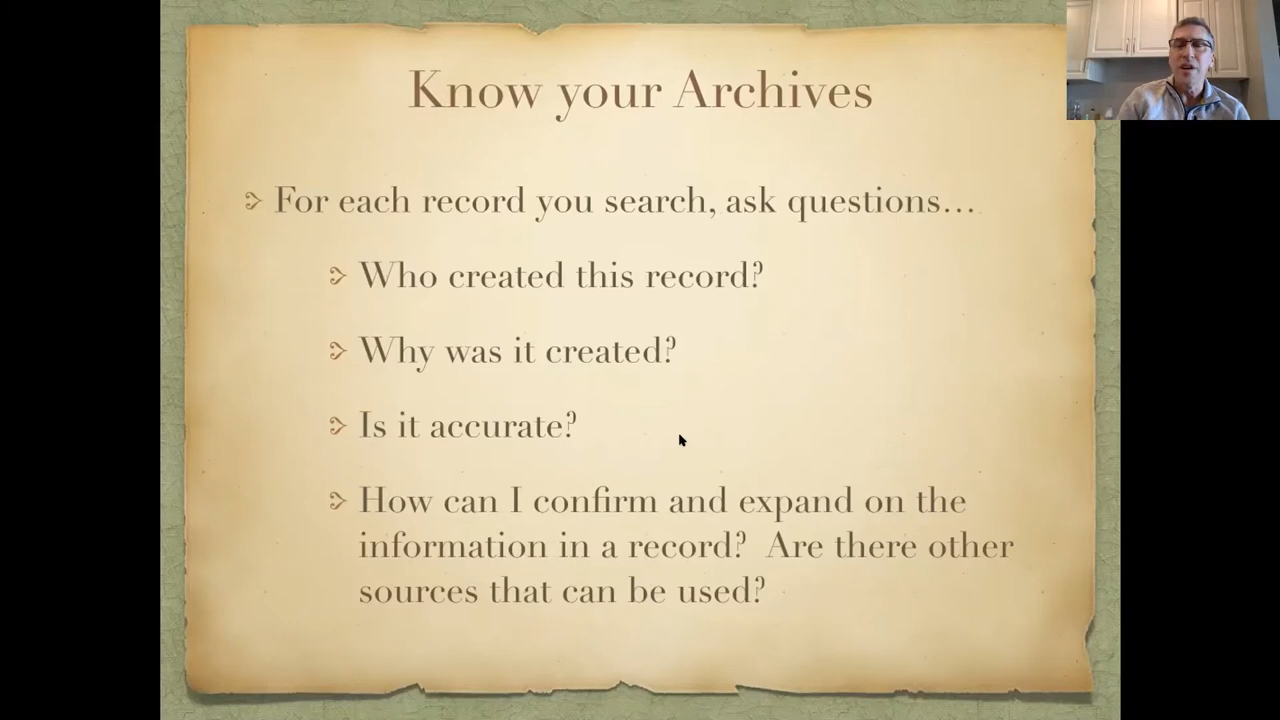 Know your Archives
For each record you search, ask questions…
Who created this record?
Why was it created?
Is it accurate?
How can I confirm and expand on the
information in a record?  Are there other
sources that can be used?